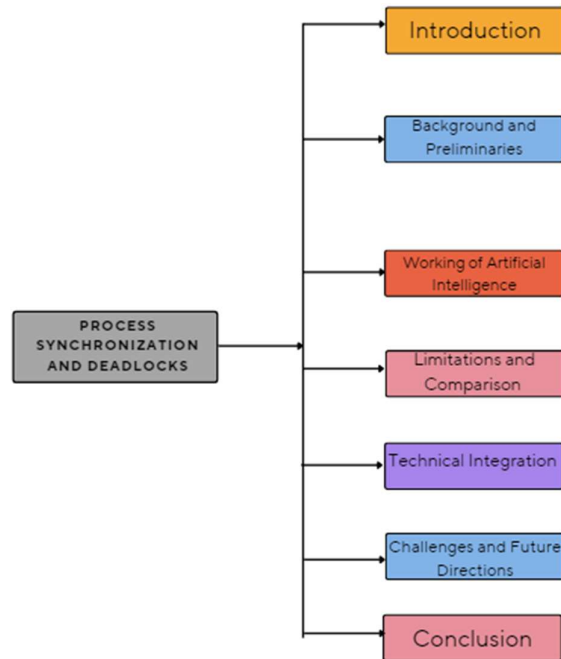 Introduction
Background and
Preliminaries
Working of Artificial
Intelligence
PROCESS
SYNCHRONIZATION
AND DEADLOCKS
Limitations and
Comparison
Technical Integration
Challenges and Future
Directions
Conclusion